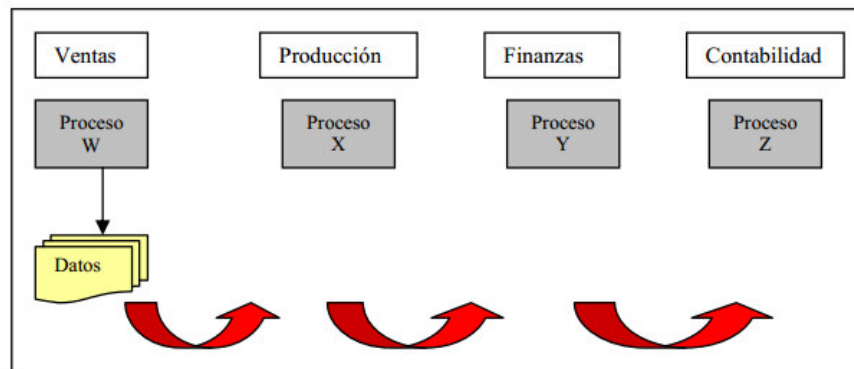 Ventas
Producción
Finanzas
Contabilidad
Proceso
W
Proceso
X
Proceso
Y
Proceso
Z
Datos